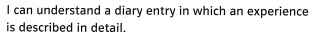 I can understand a diary entry in which an experience
is described in detail.